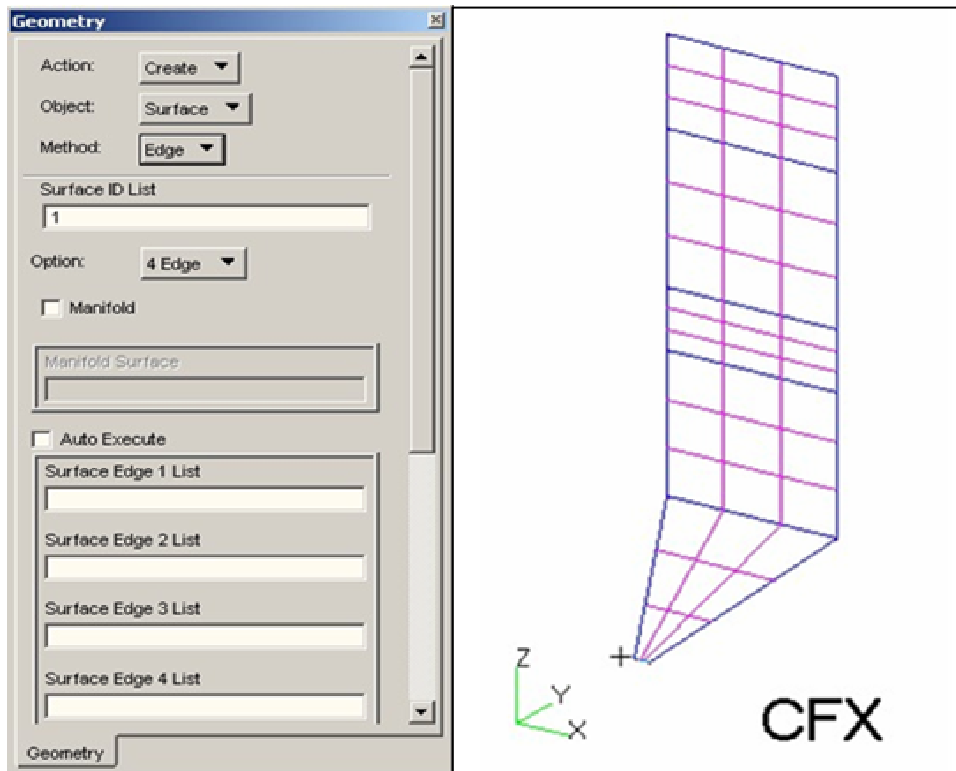 Geometry
Action: Create
Object: Surface
Method: Edge
Surface ID List
1
Option: 4 Edge
Manifold
Manifold Surface
Auto Execute
Surface Edge 1 List
Surface Edge 2 List
Surface Edge 3 List
Surface Edge 4 List
Geometry
Z
Y
X
CFX